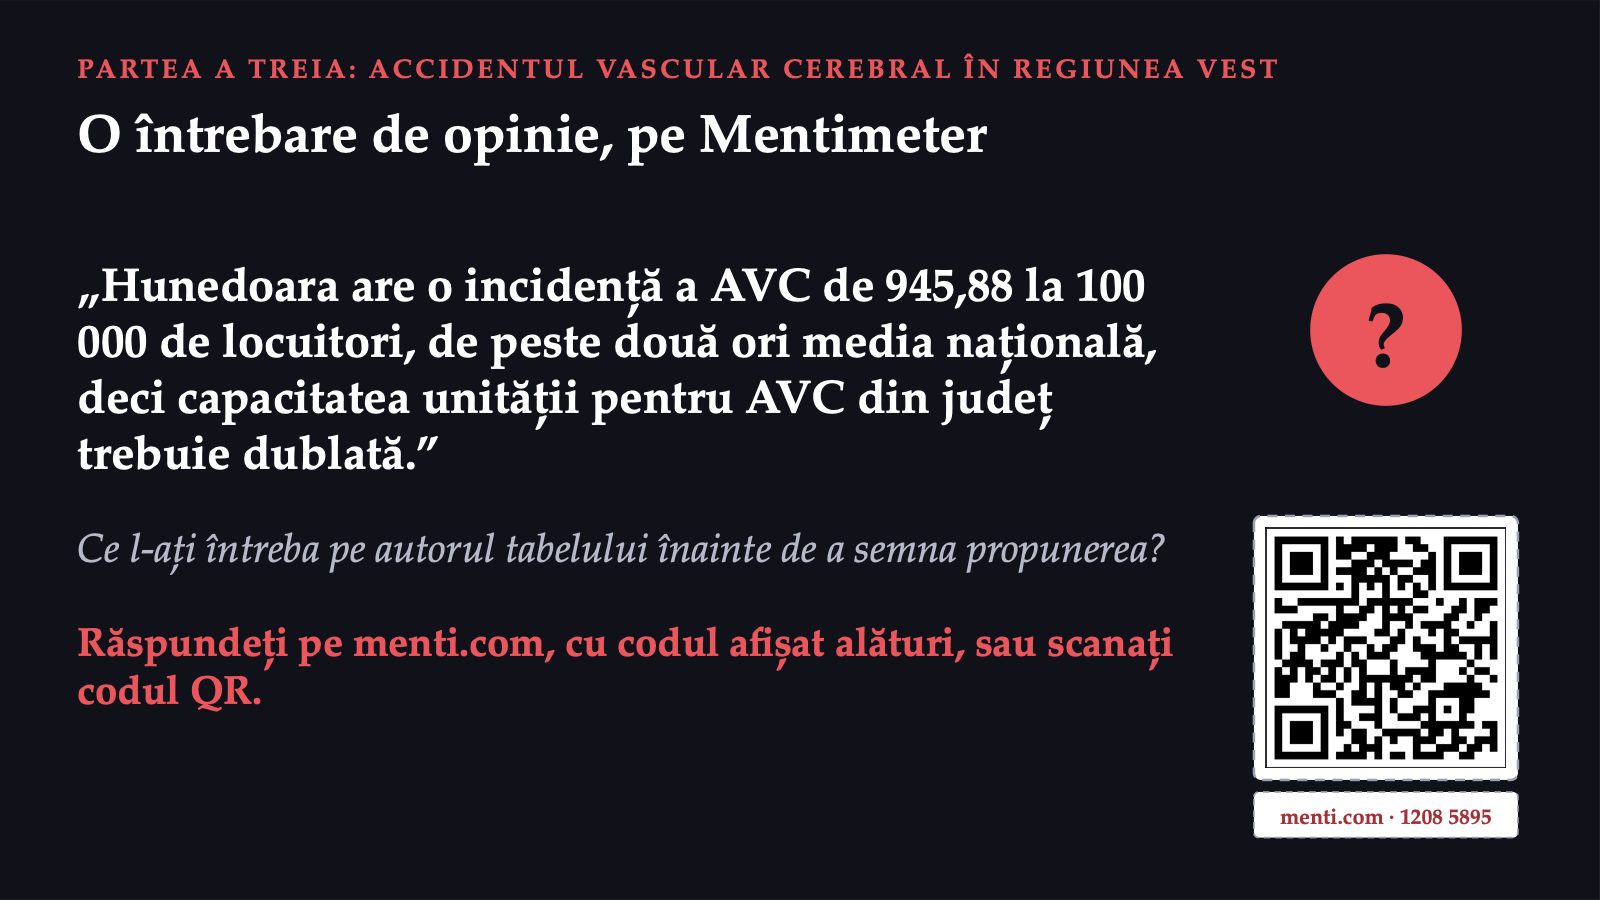 PARTEA A TREIA: ACCIDENTUL VASCULAR CEREBRAL ÎN REGIUNEA VEST
O întrebare de opinie, pe Mentimeter
„Hunedoara are o incidență a AVC de 945,88 la 100
000 de locuitori, de peste două ori media națională,
deci capacitatea unității pentru AVC din județ
trebuie dublată.”
?
Ce l-ați întreba pe autorul tabelului înainte de a semna propunerea?
Răspundeți pe menti.com, cu codul afișat alături, sau scanați
codul QR.
menti.com · 1208 5895